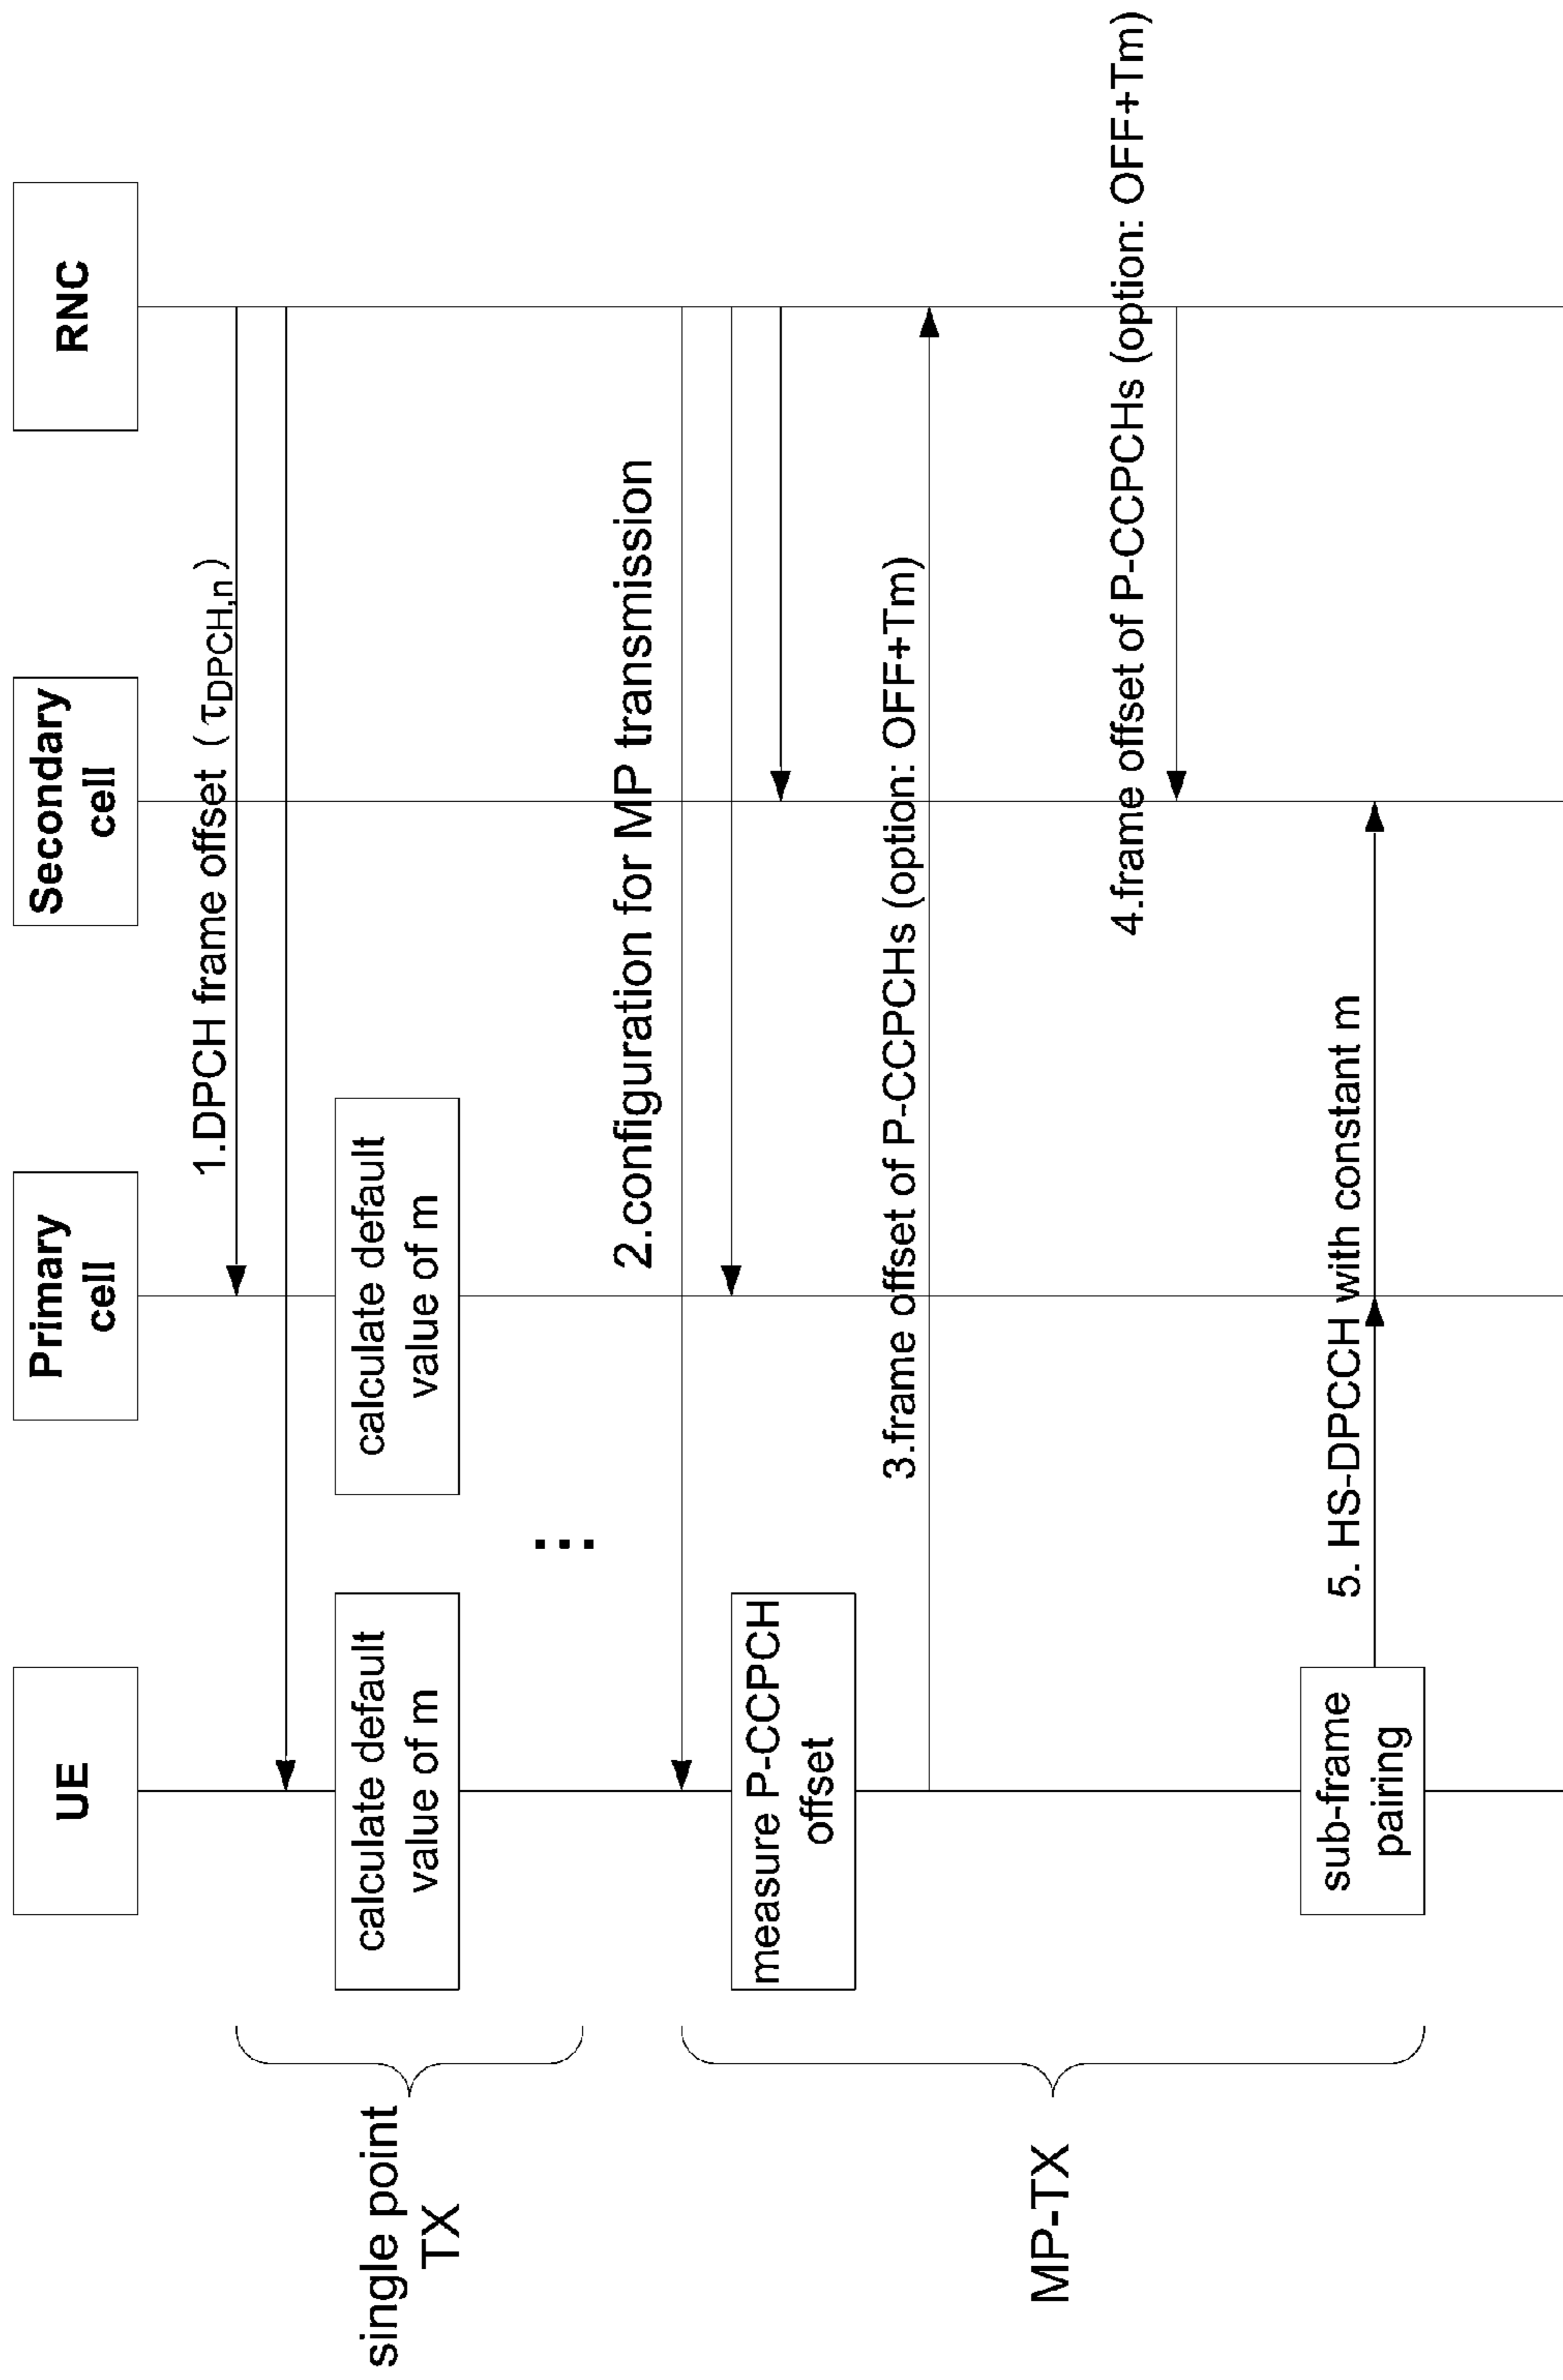 UE
Primary
cell
Secondary
cell
RNC
1.DPCH frame offset ( τDPCH,n )
single point
TX
calculate default
value of m
calculate default
value of m
...
2.configuration for MP transmission
measure P-CCPCH
offset
3.frame offset of P-CCPCHs (option: OFF+Tm)
MP-TX
4.frame offset of P-CCPCHs (option: OFF+Tm)
sub-frame
pairing
5. HS-DPCCH with constant m